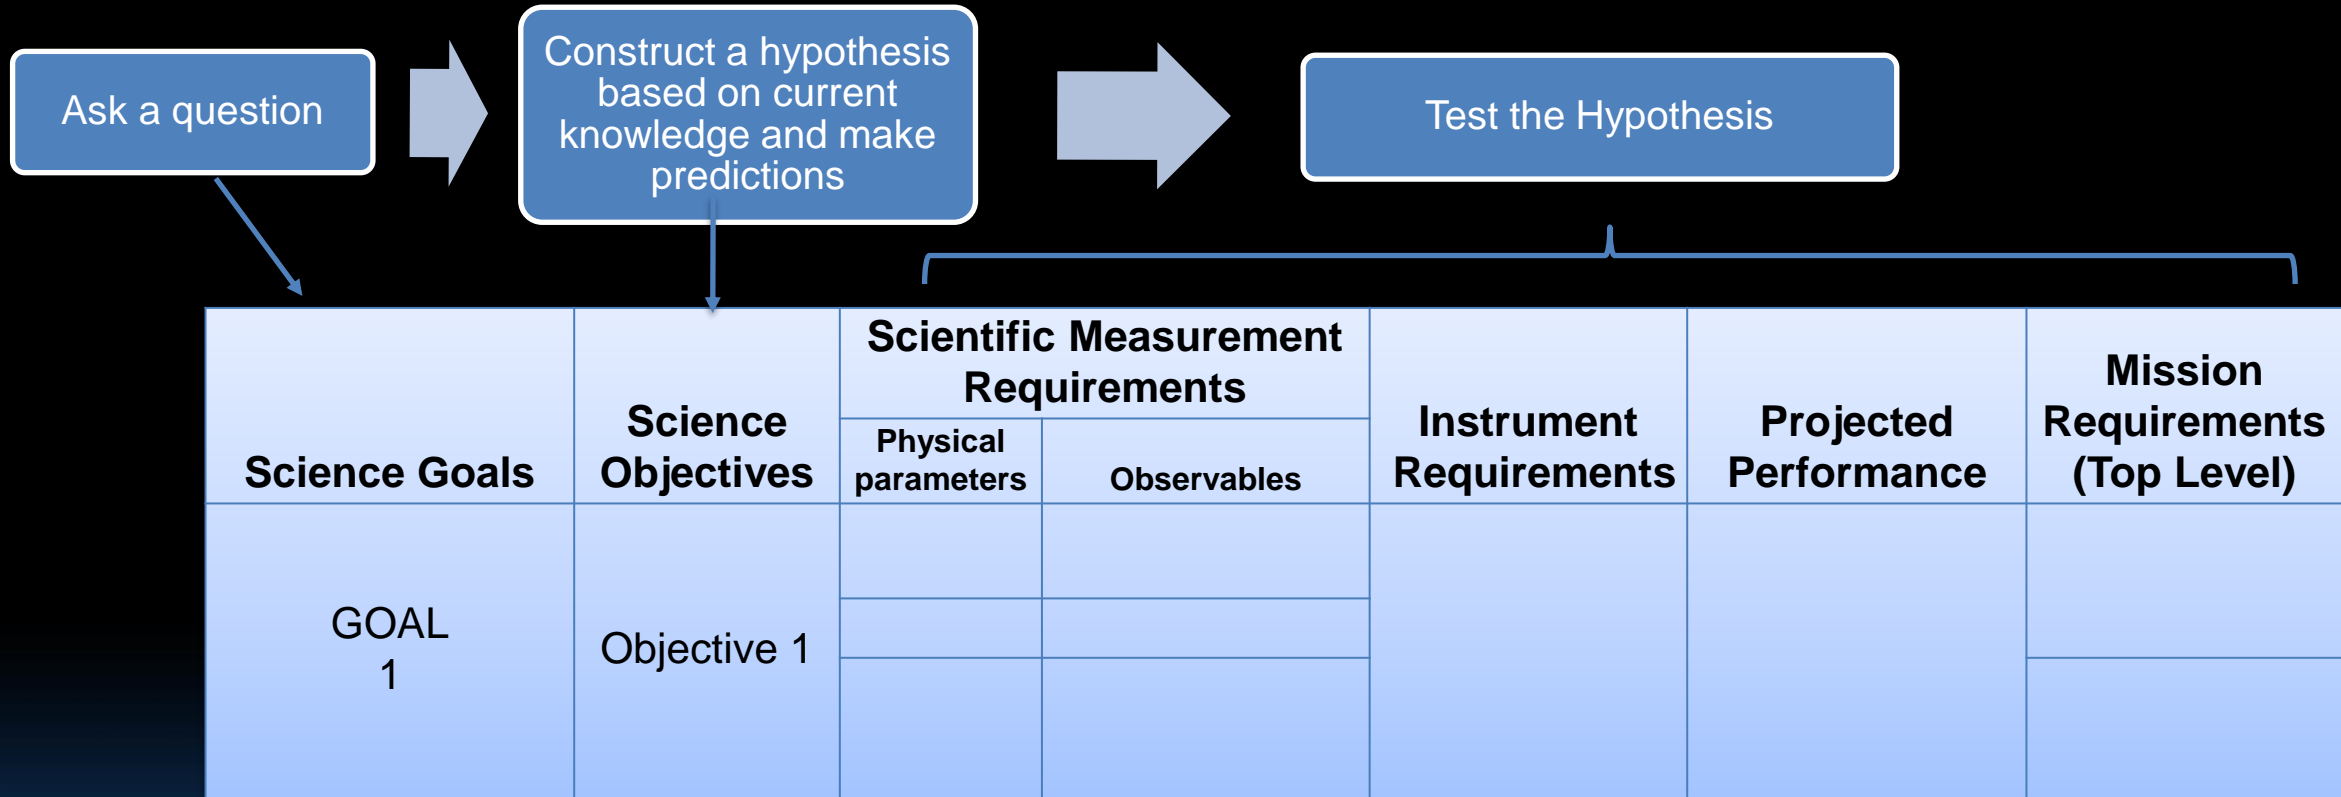 Ask a question
Construct a hypothesis
based on current
knowledge and make
predictions
Test the Hypothesis
Science Goals
Science
Objectives
Scientific Measurement
Requirements
Physical
parameters
Observables
Instrument
Requirements
Projected
Performance
Mission
Requirements
(Top Level)
GOAL
1
Objective 1